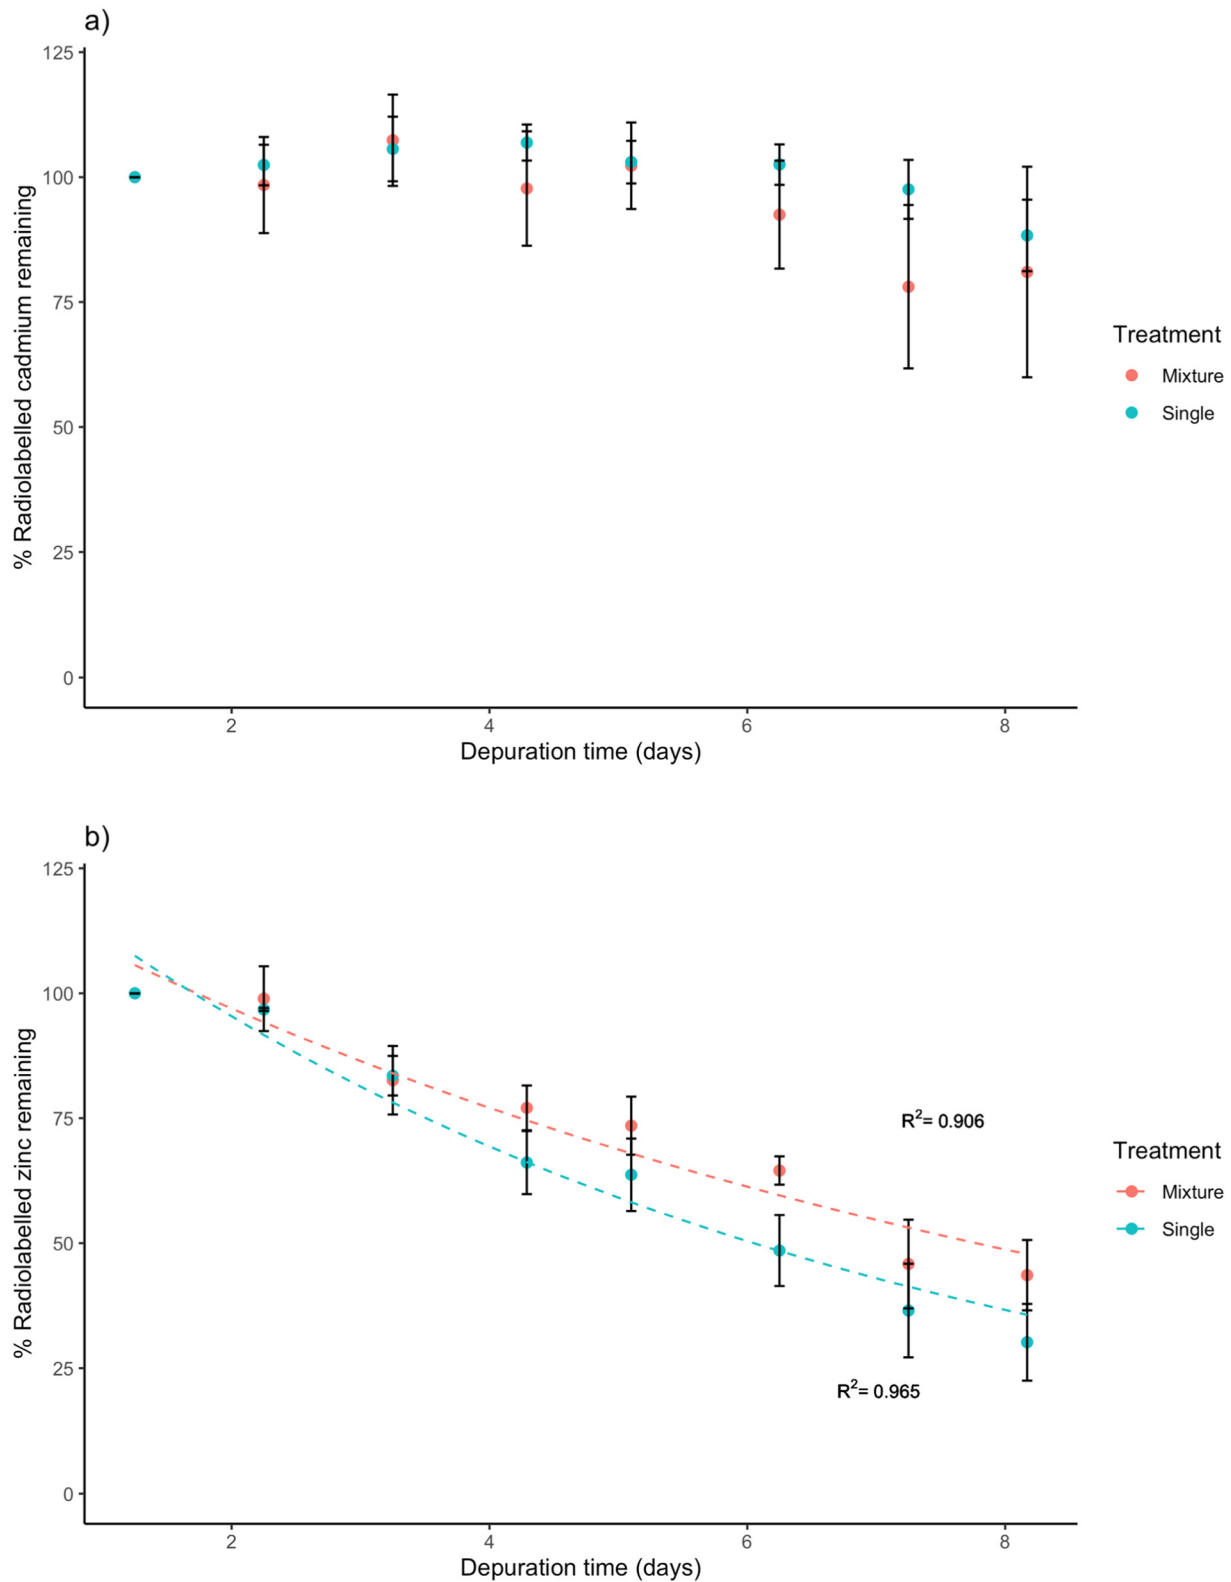 a)
125
100
75
50
25
0
% Radiolabelled cadmium remaining
2 4 6 8
Depuration time (days)
Treatment
Mixture
Single
b)
125
100
75
50
25
0
% Radiolabelled zinc remaining
R²= 0.906
R²= 0.965
2 4 6 8
Depuration time (days)
Treatment
Mixture
Single